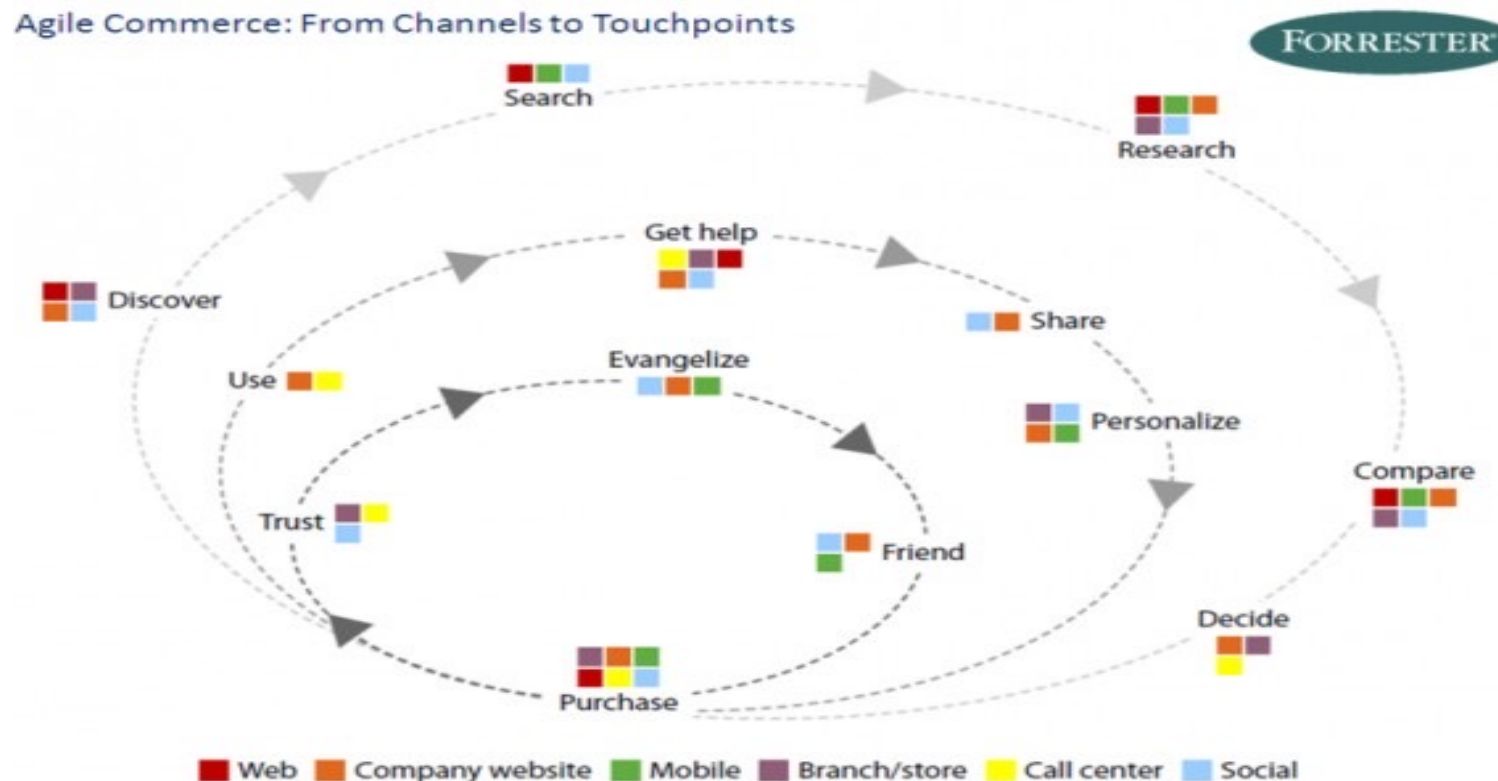 Agile Commerce: From Channels to Touchpoints
FORRESTER®
Search
Research
Get help
Discover
Share
Evangelize
Use
Personalize
Compare
Trust
Friend
Decide
Purchase
Web Company website Mobile Branch/store Call center Social